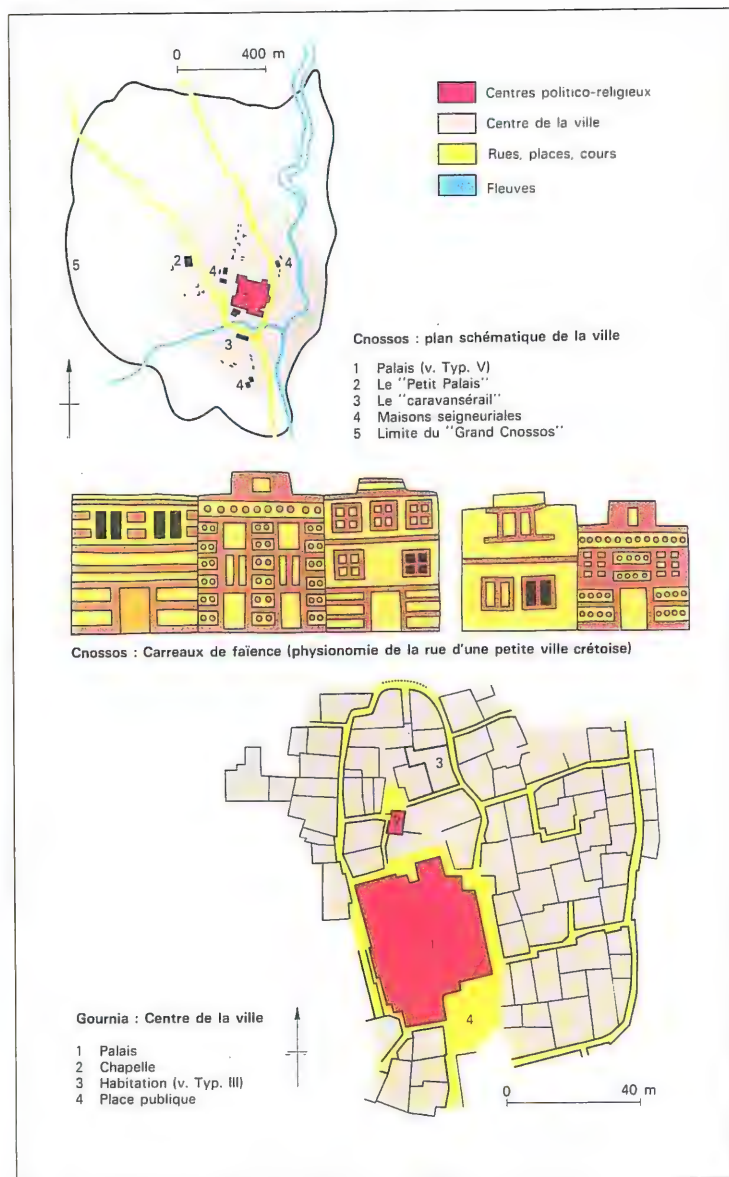 0 400 m
Centres politico-religieux
Centre de la ville
Rues, places, cours
Fleuves
2
4
4
5
3
4
Cnossos : plan schématique de la ville
1 Palais (v. Typ. V)
2 Le "Petit Palais"
3 Le "caravansérail"
4 Maisons seigneuriales
5 Limite du "Grand Cnossos"
Cnossos : Carreaux de faïence (physionomie de la rue d'une petite ville crétoise)
3
2
1
4
Gournia : Centre de la ville
1 Palais
2 Chapelle
3 Habitation (v. Typ. III)
4 Place publique
0 40 m